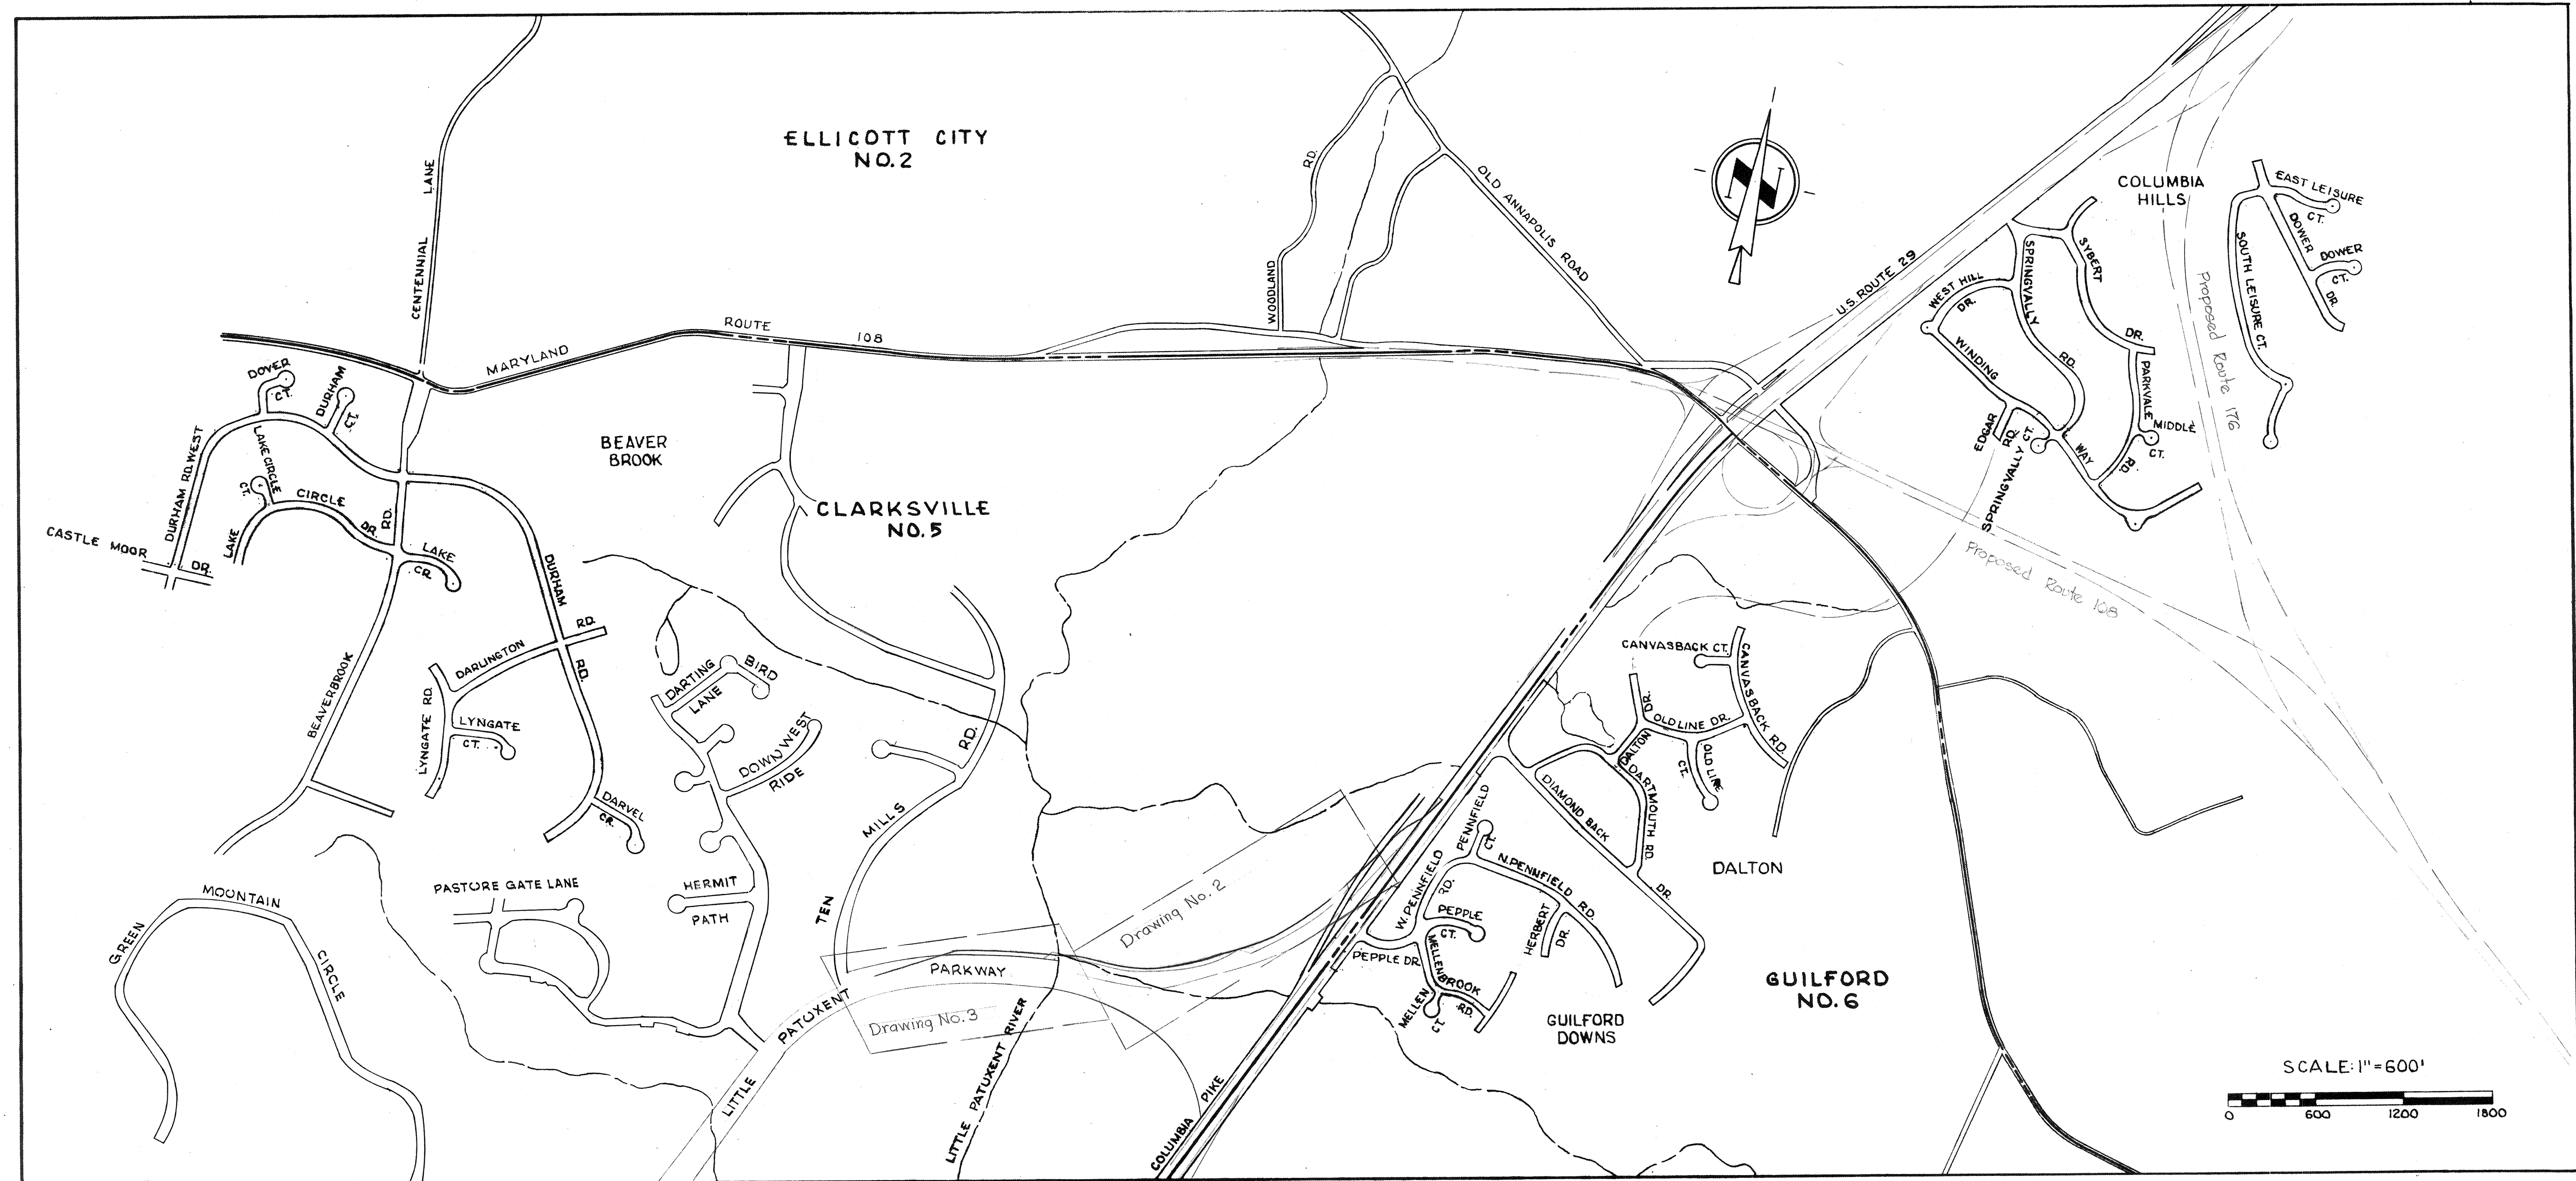 ELLICOTT CITY
NO. 2
CENTENNIAL LANE
WOODLAND RD.
OLD ANNAPOLIS ROAD
N
U.S. ROUTE 29
COLUMBIA
HILLS
EAST LEISURE
CT.
DOWER
DR.
DOWER
CT.
SOUTH LEISURE CT.
Proposed Route 176
SYBERT
DR.
SPRINGVALLY
RD.
WEST HILL
DR.
WINDING
WAY
PARKVALE
RD.
MIDDLE
CT.
EDGAR
RD.
SPRINGVALLY CT.
Proposed Route 108
MARYLAND ROUTE 108
DOVER
CT.
DURHAM
CT.
DURHAM RD. WEST
LAKE CIRCLE
CT.
LAKE CIRCLE DR.
CASTLE MOOR
DR.
RD.
LAKE
CR.
BEAVER
BROOK
CLARKSVILLE
NO. 5
DURHAM
RD.
DARLINGTON
RD.
BEAVERBROOK
LYNGATE RD.
LYNGATE
CT.
DARTING BIRD
LANE
DOWN WEST
RIDE
DARVEL
CR.
TEN MILLS RD.
CANVASBACK CT.
CANVASBACK RD.
DR.
OLD LINE DR.
DALTON
OLD LINE
CT.
DARTMOUTH RD.
DIAMOND BACK
DR.
DALTON
PENNFIELD
CT.
N. PENNFIELD
RD.
W. PENNFIELD
RD.
PEPPLE
CT.
HERBERT
DR.
PEPPLE DR.
MELLENBROOK
RD.
MELLEN
CT.
GUILFORD
DOWNS
GUILFORD
NO. 6
PASTURE GATE LANE
HERMIT
PATH
GREEN MOUNTAIN CIRCLE
Drawing No. 2
LITTLE PATUXENT PARKWAY
Drawing No. 3
LITTLE PATUXENT RIVER
COLUMBIA PIKE
SCALE: 1" = 600'
0 600 1200 1800